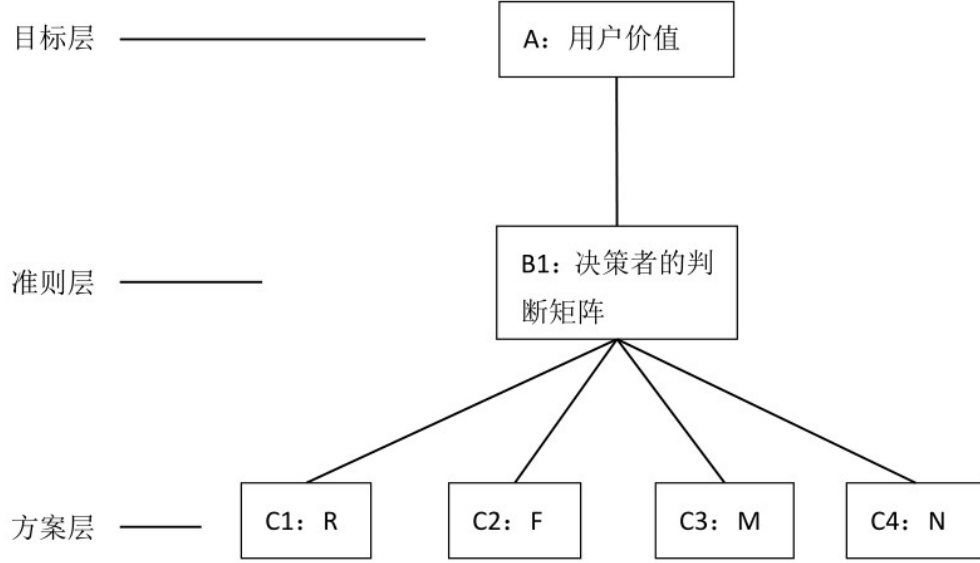 目标层
A：用户价值
准则层
B1：决策者的判
断矩阵
方案层
C1：R
C2：F
C3：M
C4：N